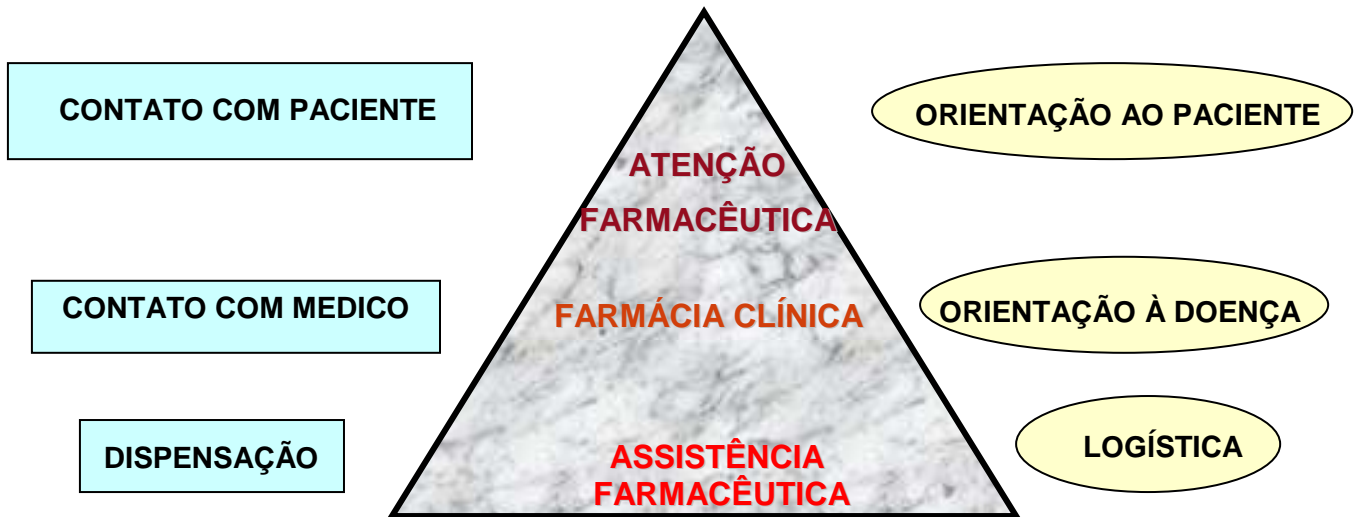 CONTATO COM PACIENTE
ORIENTAÇÃO AO PACIENTE
ATENÇÃO
FARMACÊUTICA
CONTATO COM MEDICO
FARMÁCIA CLÍNICA
ORIENTAÇÃO À DOENÇA
DISPENSAÇÃO
ASSISTÊNCIA
FARMACÊUTICA
LOGÍSTICA